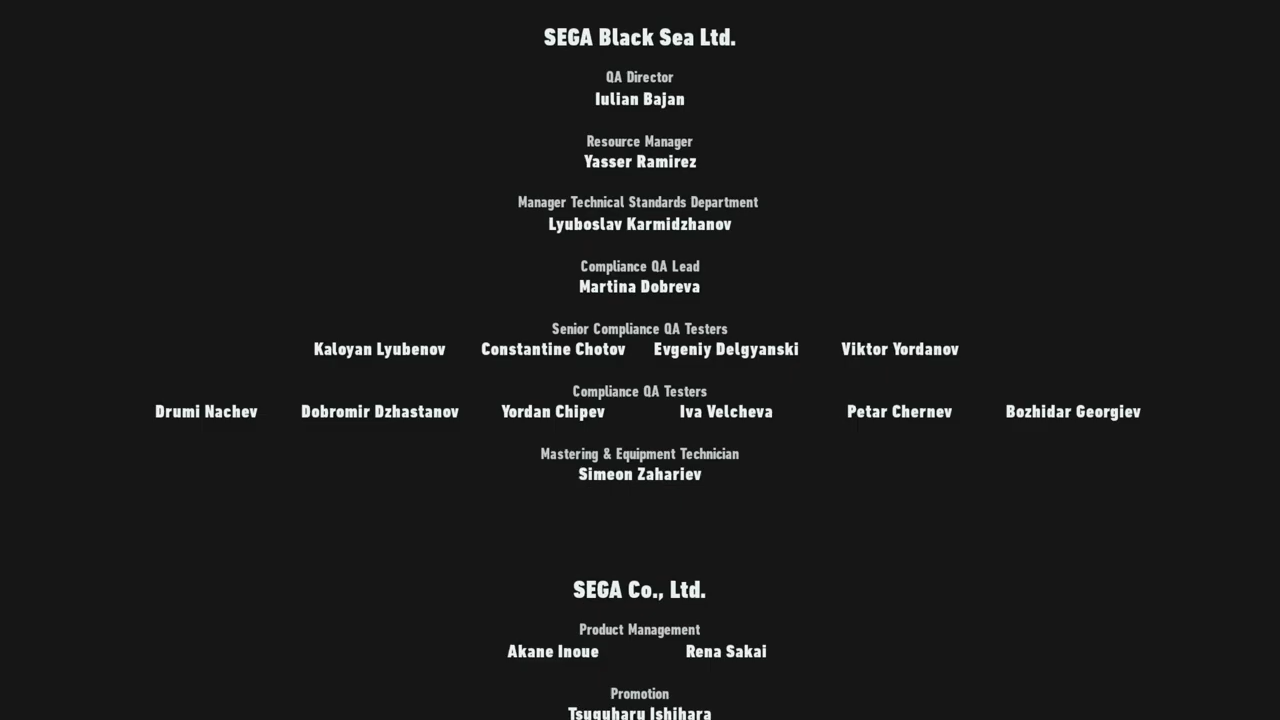 SEGA Black Sea Ltd.
QA Director
Iulian Bajan
Resource Manager
Yasser Ramirez
Manager Technical Standards Department
Lyuboslav Karmidzhanov
Compliance QA Lead
Martina Dobreva
Senior Compliance QA Testers
Kaloyan Lyubenov Constantine Chotov Evgeniy Delgyanski Viktor Yordanov
Compliance QA Testers
Drumi Nachev Dobromir Dzhastanov Yordan Chipev Iva Velcheva Petar Chernev Bozhidar Georgiev
Mastering & Equipment Technician
Simeon Zahariev
SEGA Co., Ltd.
Product Management
Akane Inoue Rena Sakai
Promotion
Tsuguharu Ishihara